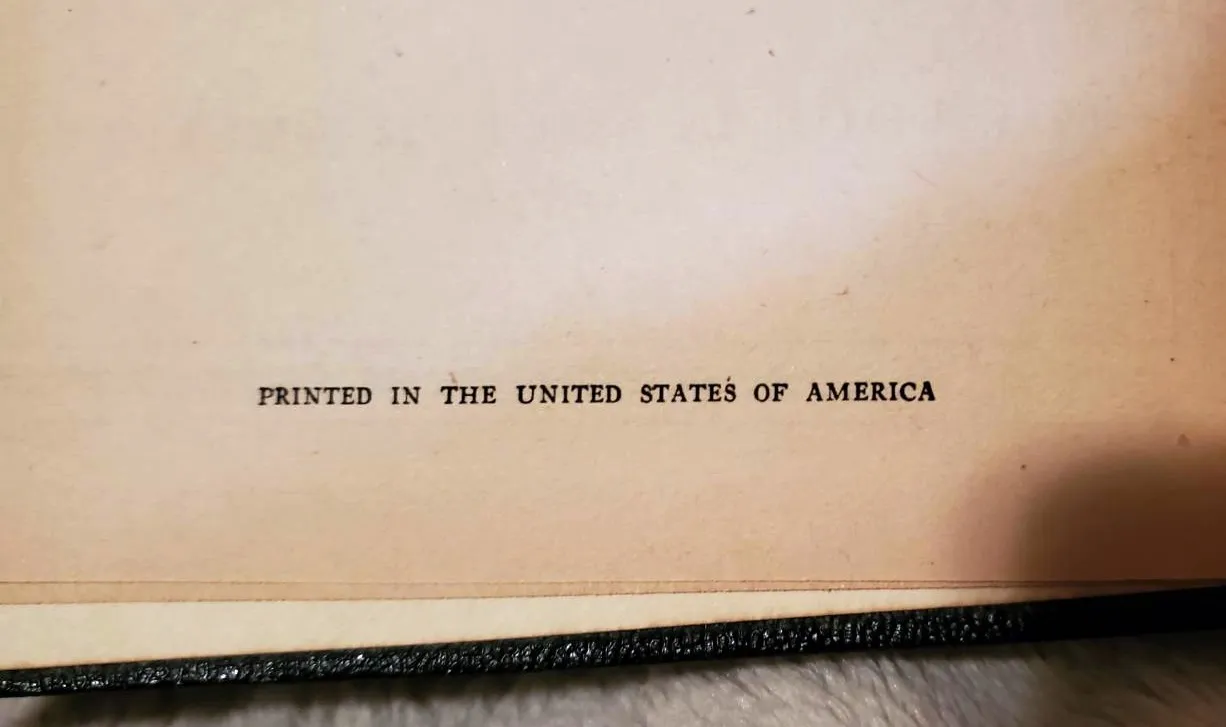 PRINTED IN THE UNITED STATES OF AMERICA